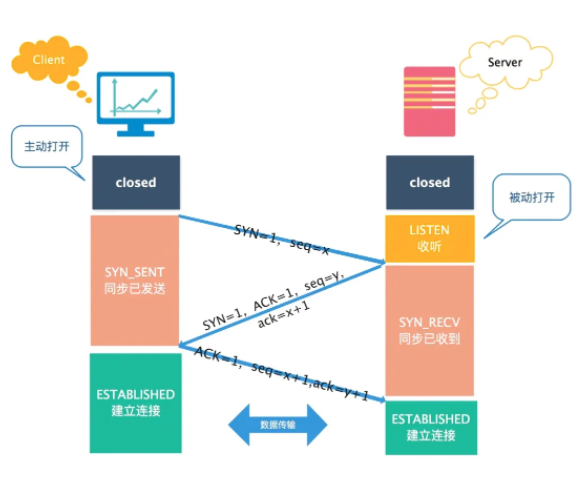 Client
Server
主动打开
closed
closed
被动打开
LISTEN
收听
SYN=1, seq=x
SYN_SENT
同步已发送
SYN=1, ACK=1, seq=y,
ack=x+1
SYN_RECV
同步已收到
ACK=1, seq=x+1,ack=y+1
ESTABLISHED
建立连接
ESTABLISHED
建立连接
数据传输